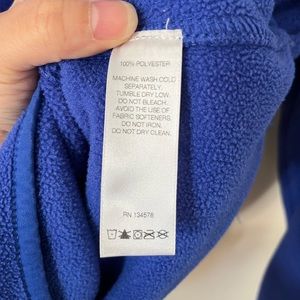 100% POLYESTER
MACHINE WASH COLD
SEPARATELY,
TUMBLE DRY LOW.
DO NOT BLEACH.
AVOID THE USE OF
FABRIC SOFTENERS.
DO NOT IRON.
DO NOT DRY CLEAN.
RN 134578